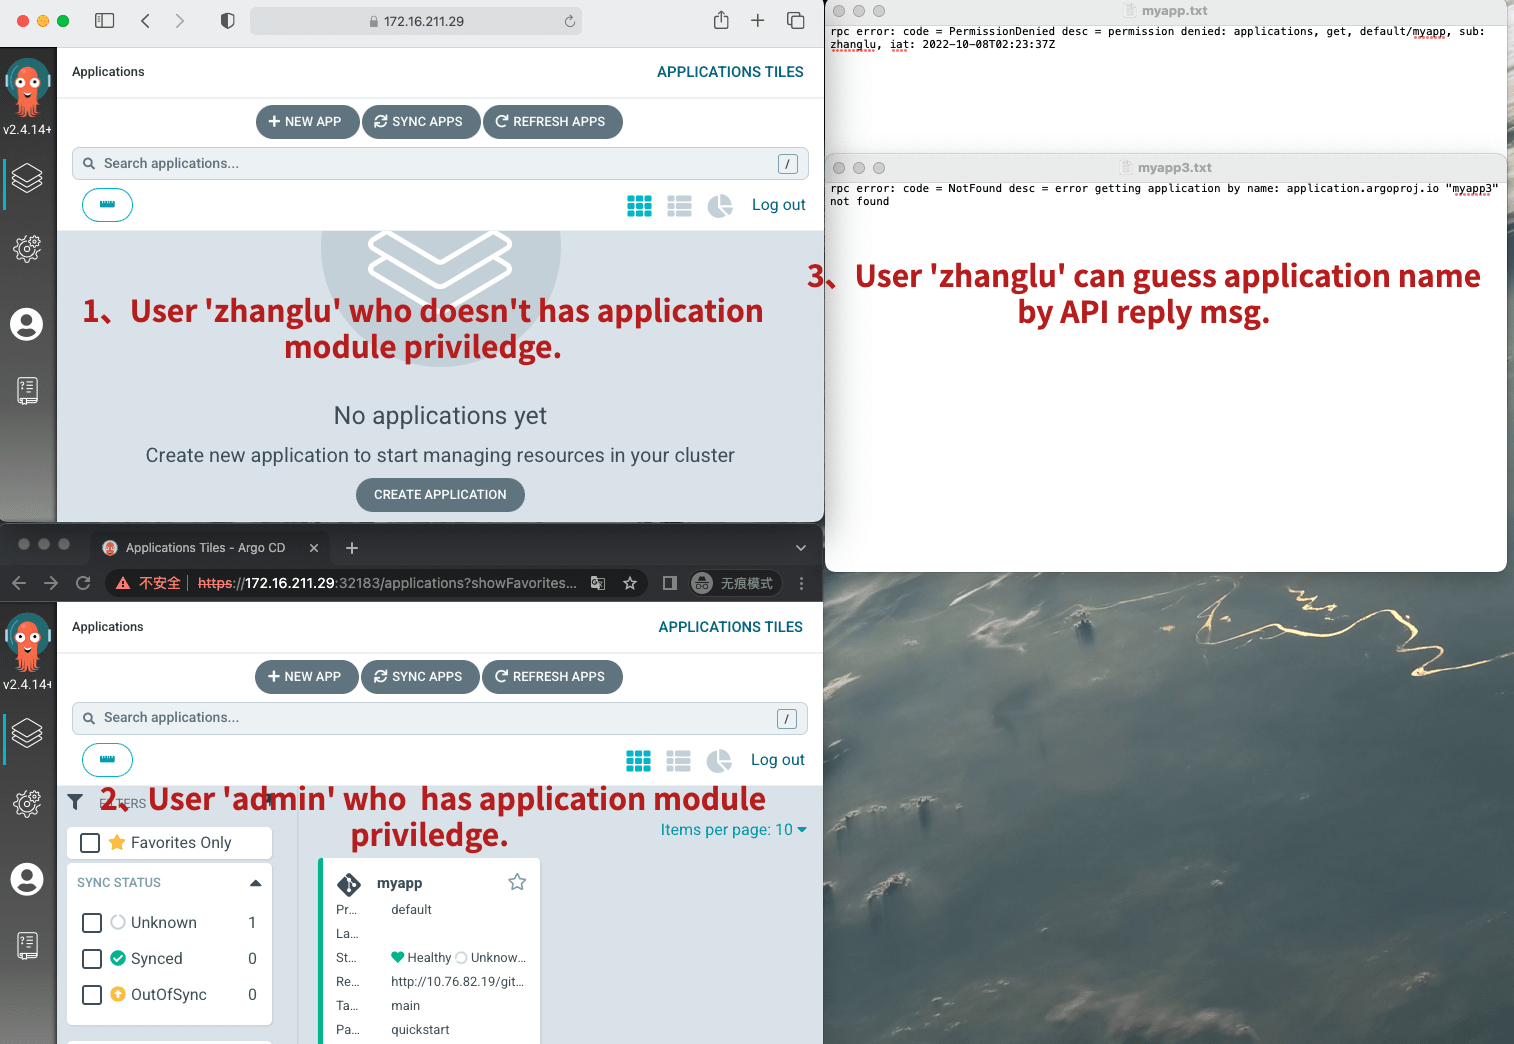 172.16.211.29
Applications
APPLICATIONS TILES
v2.4.14+
NEW APP
SYNC APPS
REFRESH APPS
Search applications...
/
Log out
1、User 'zhanglu' who doesn't has application
module priviledge.
No applications yet
Create new application to start managing resources in your cluster
CREATE APPLICATION
myapp.txt
rpc error: code = PermissionDenied desc = permission denied: applications, get, default/myapp, sub:
zhanglu, iat: 2022-10-08T02:23:37Z
myapp3.txt
rpc error: code = NotFound desc = error getting application by name: application.argoproj.io "myapp3"
not found
3、User 'zhanglu' can guess application name
by API reply msg.
Applications Tiles - Argo CD
不安全 https://172.16.211.29:32183/applications?showFavorites...
无痕模式
Applications
APPLICATIONS TILES
v2.4.14+
NEW APP
SYNC APPS
REFRESH APPS
Search applications...
/
Log out
2、User 'admin' who has application module
priviledge.
Items per page: 10
Favorites Only
SYNC STATUS
Unknown 1
Synced 0
OutOfSync 0
myapp
Pr... default
La...
St... Healthy Unknow...
Re... http://10.76.82.19/git...
Ta... main
Pa... quickstart